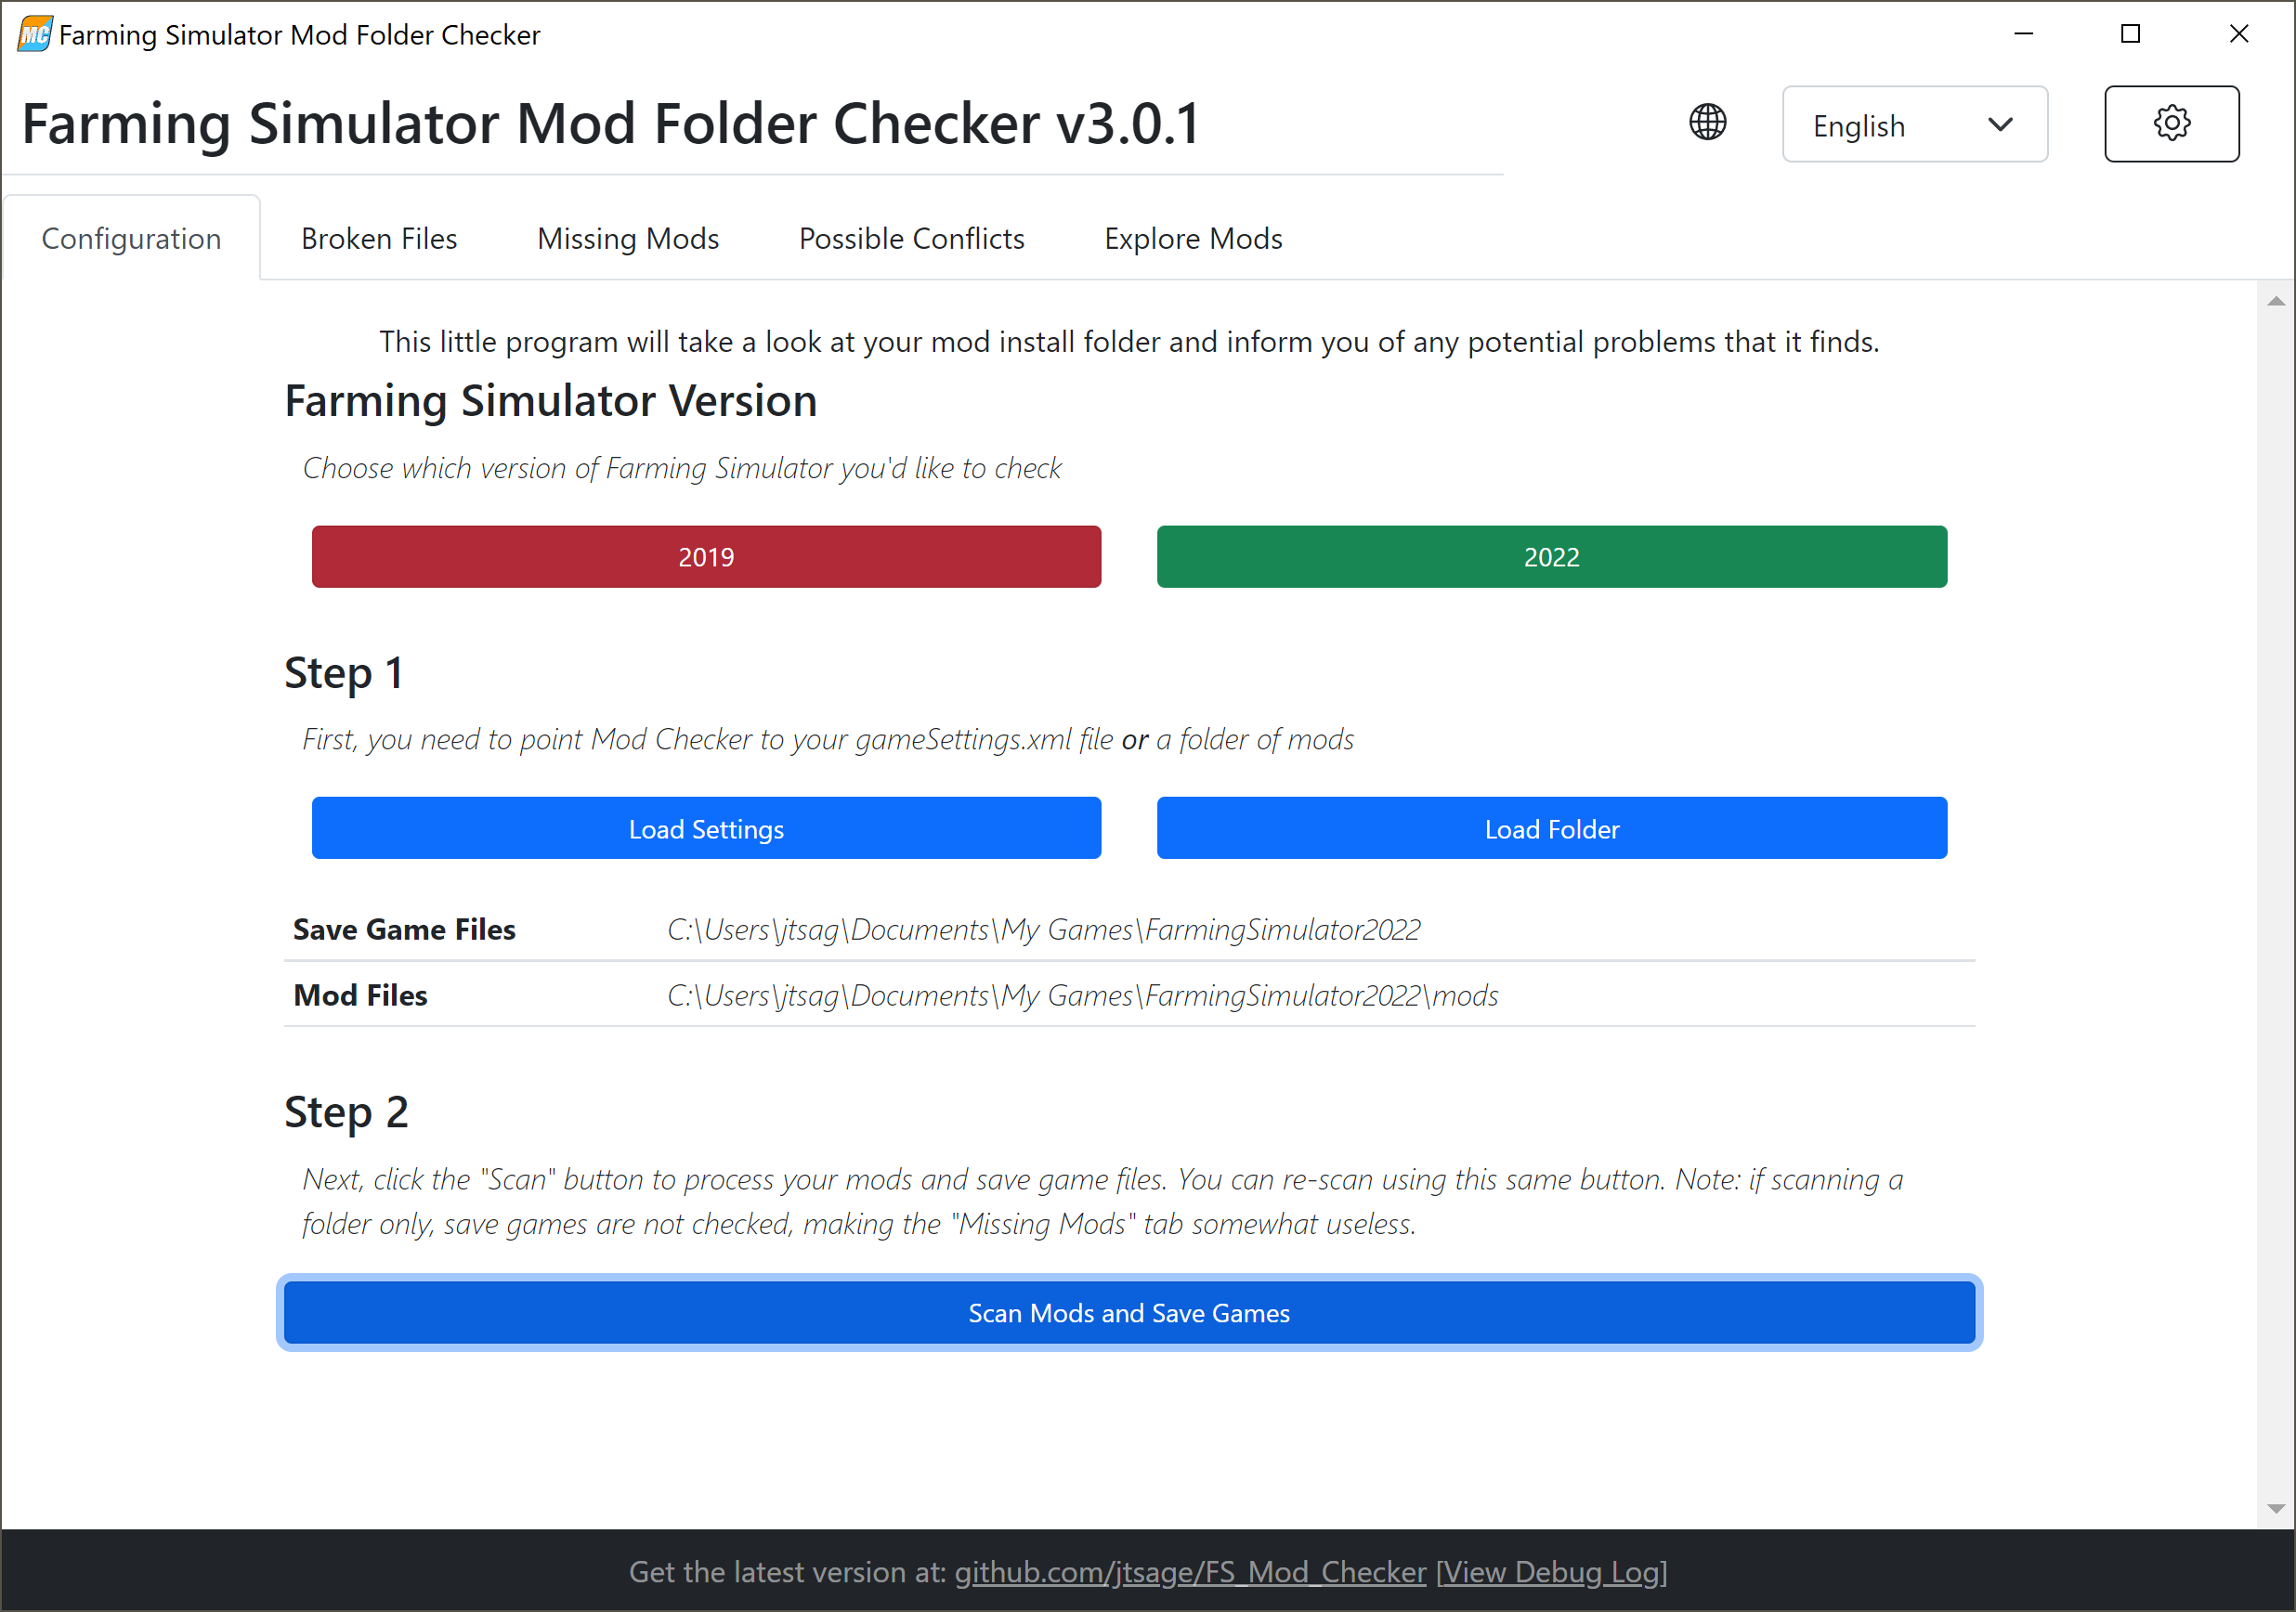 MC Farming Simulator Mod Folder Checker
Farming Simulator Mod Folder Checker v3.0.1
English
Configuration
Broken Files
Missing Mods
Possible Conflicts
Explore Mods
This little program will take a look at your mod install folder and inform you of any potential problems that it finds.
Farming Simulator Version
Choose which version of Farming Simulator you'd like to check
2019
2022
Step 1
First, you need to point Mod Checker to your gameSettings.xml file or a folder of mods
Load Settings
Load Folder
Save Game Files
C:\Users\jtsag\Documents\My Games\FarmingSimulator2022
Mod Files
C:\Users\jtsag\Documents\My Games\FarmingSimulator2022\mods
Step 2
Next, click the "Scan" button to process your mods and save game files. You can re-scan using this same button. Note: if scanning a
folder only, save games are not checked, making the "Missing Mods" tab somewhat useless.
Scan Mods and Save Games
Get the latest version at: github.com/jtsage/FS_Mod_Checker [View Debug Log]